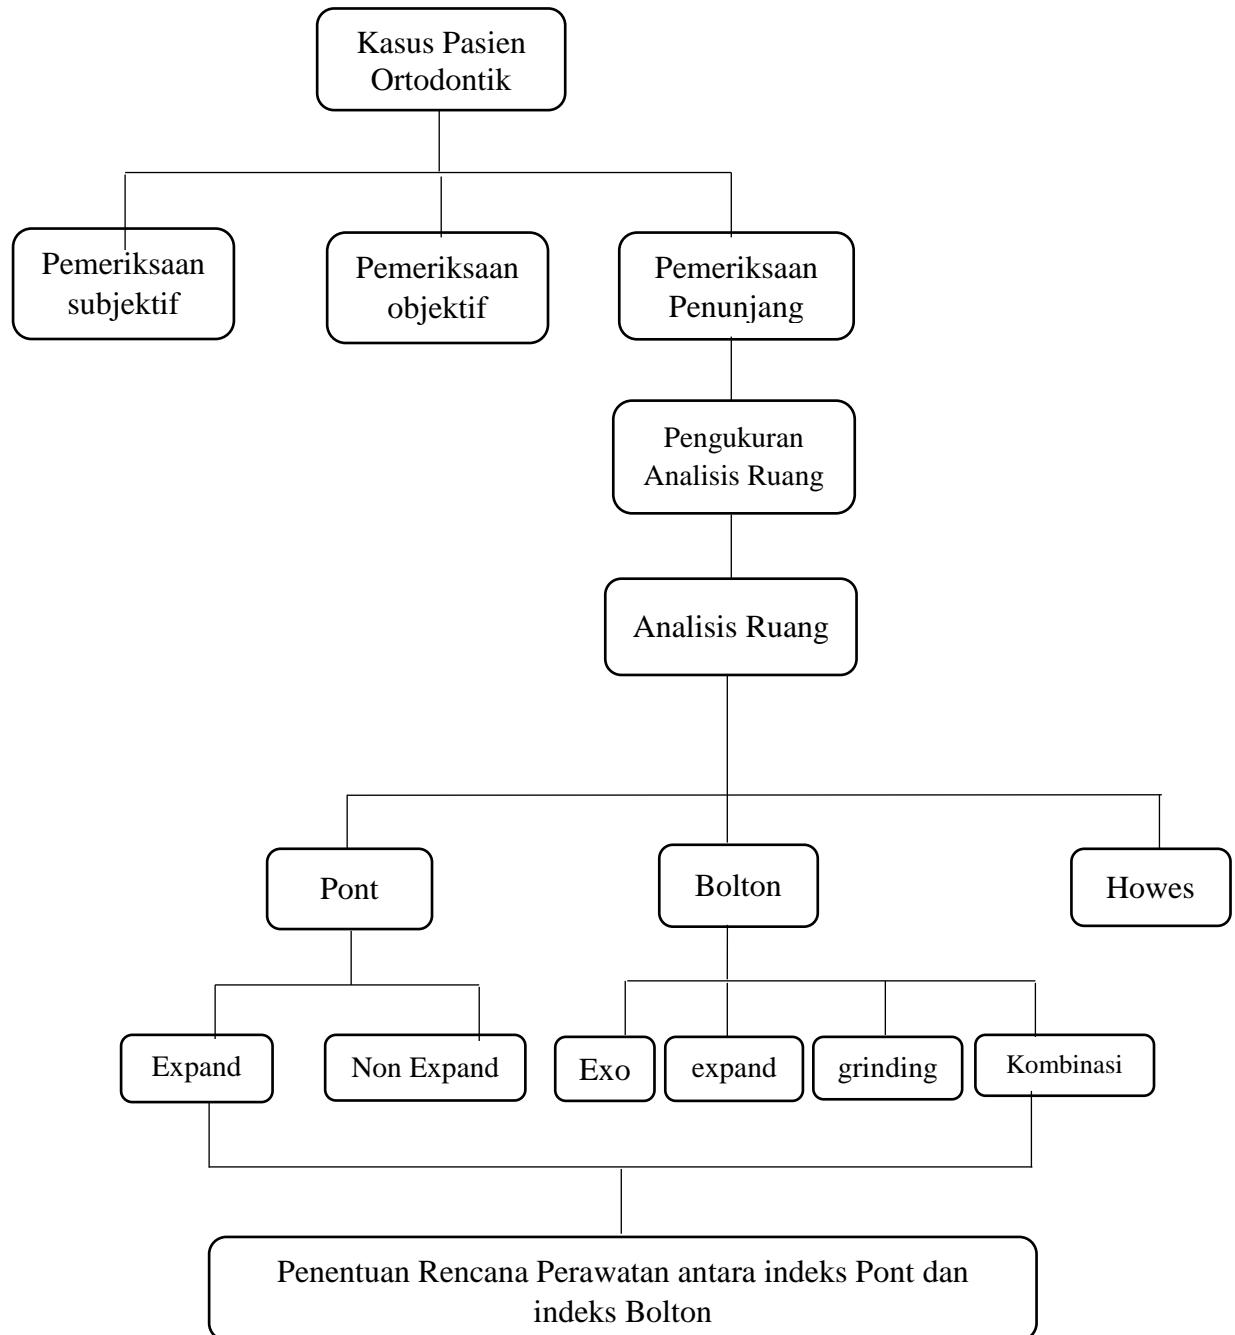 Kasus Pasien
Ortodontik
Pemeriksaan
subjektif
Pemeriksaan
objektif
Pemeriksaan
Penunjang
Pengukuran
Analisis Ruang
Analisis Ruang
Pont
Bolton
Howes
Expand
Non Expand
Exo
expand
grinding
Kombinasi
Penentuan Rencana Perawatan antara indeks Pont dan
indeks Bolton